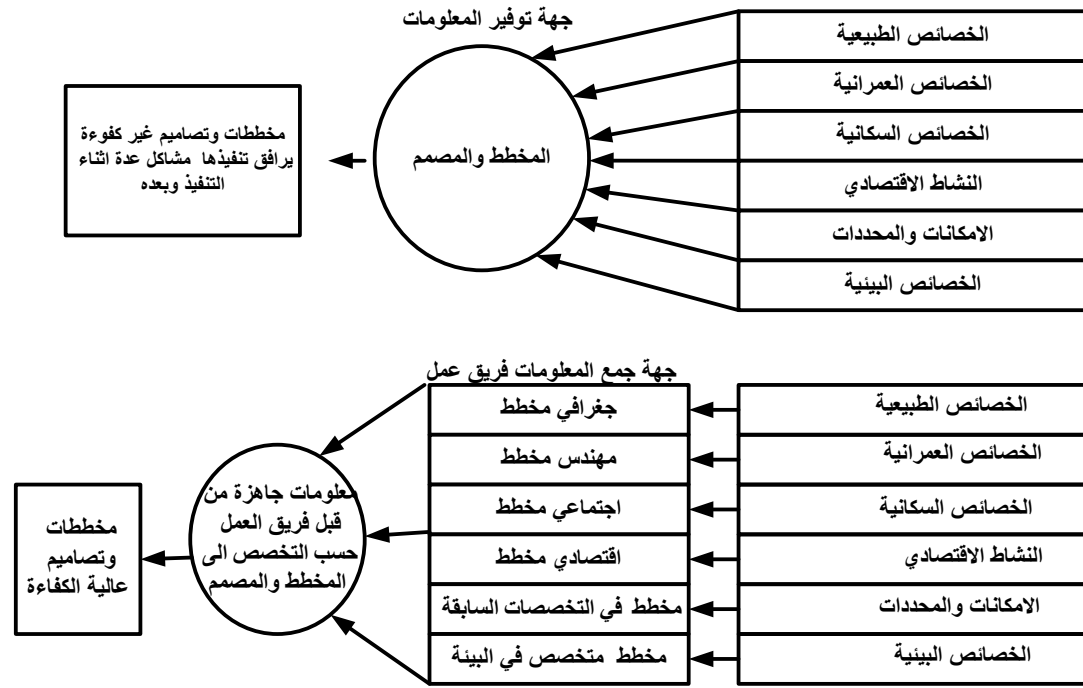 جهة توفير المعلومات
الخصائص الطبيعية
الخصائص العمرانية
الخصائص السكانية
النشاط الاقتصادي
الامكانات والمحددات
الخصائص البيئية
المخطط والمصمم
مخططات وتصاميم غير كفوءة
يرافق تنفيذها مشاكل عدة اثناء
التنفيذ وبعده
جهة جمع المعلومات فريق عمل
الخصائص الطبيعية
الخصائص العمرانية
الخصائص السكانية
النشاط الاقتصادي
الامكانات والمحددات
الخصائص البيئية
جغرافي مخطط
مهندس مخطط
اجتماعي مخطط
اقتصادي مخطط
مخطط في التخصصات السابقة
مخطط متخصص في البيئة
معلومات جاهزة من
قبل فريق العمل
حسب التخصص الى
المخطط والمصمم
مخططات
وتصاميم
عالية الكفاءة